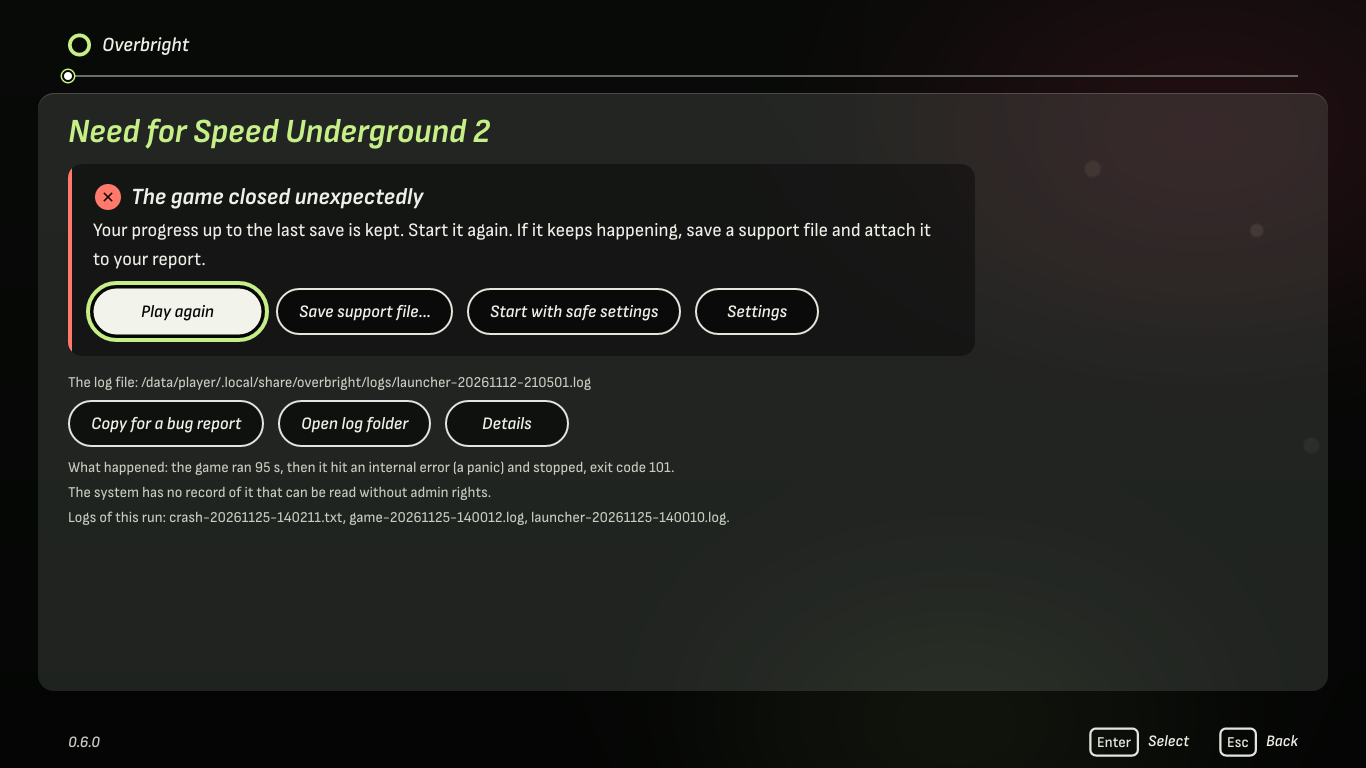 Overbright
Need for Speed Underground 2
The game closed unexpectedly
Your progress up to the last save is kept. Start it again. If it keeps happening, save a support file and attach it
to your report.
Play again
Save support file...
Start with safe settings
Settings
The log file: /data/player/.local/share/overbright/logs/launcher-20261112-210501.log
Copy for a bug report
Open log folder
Details
What happened: the game ran 95 s, then it hit an internal error (a panic) and stopped, exit code 101.
The system has no record of it that can be read without admin rights.
Logs of this run: crash-20261125-140211.txt, game-20261125-140012.log, launcher-20261125-140010.log.
0.6.0
Enter Select Esc Back